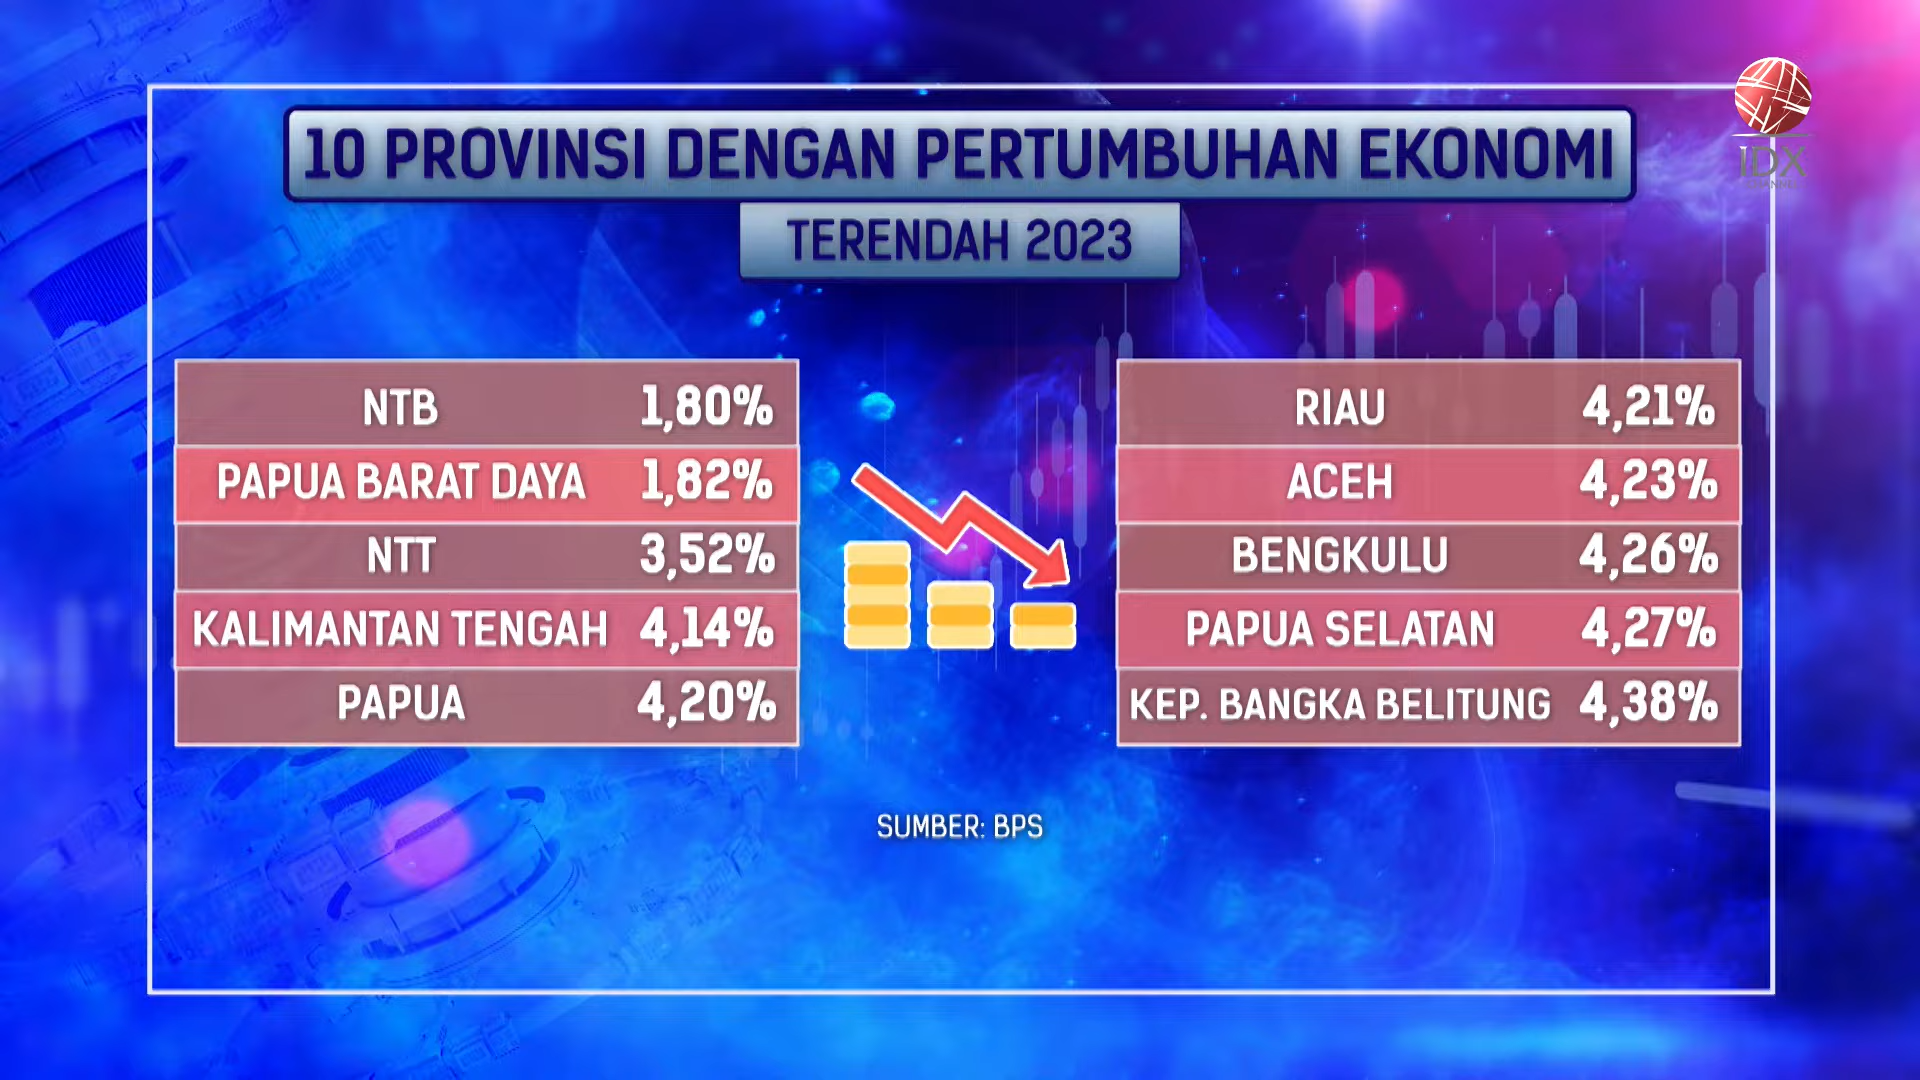 10 PROVINSI DENGAN PERTUMBUHAN EKONOMI
TERENDAH 2023
IDX
CHANNEL
NTB 1,80%
PAPUA BARAT DAYA 1,82%
NTT 3,52%
KALIMANTAN TENGAH 4,14%
PAPUA 4,20%
RIAU 4,21%
ACEH 4,23%
BENGKULU 4,26%
PAPUA SELATAN 4,27%
KEP. BANGKA BELITUNG 4,38%
SUMBER: BPS